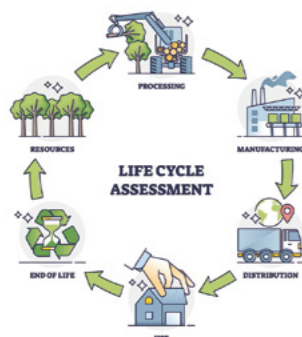 PROCESSING
RESOURCES
MANUFACTURING
LIFE CYCLE
ASSESSMENT
END OF LIFE
DISTRIBUTION